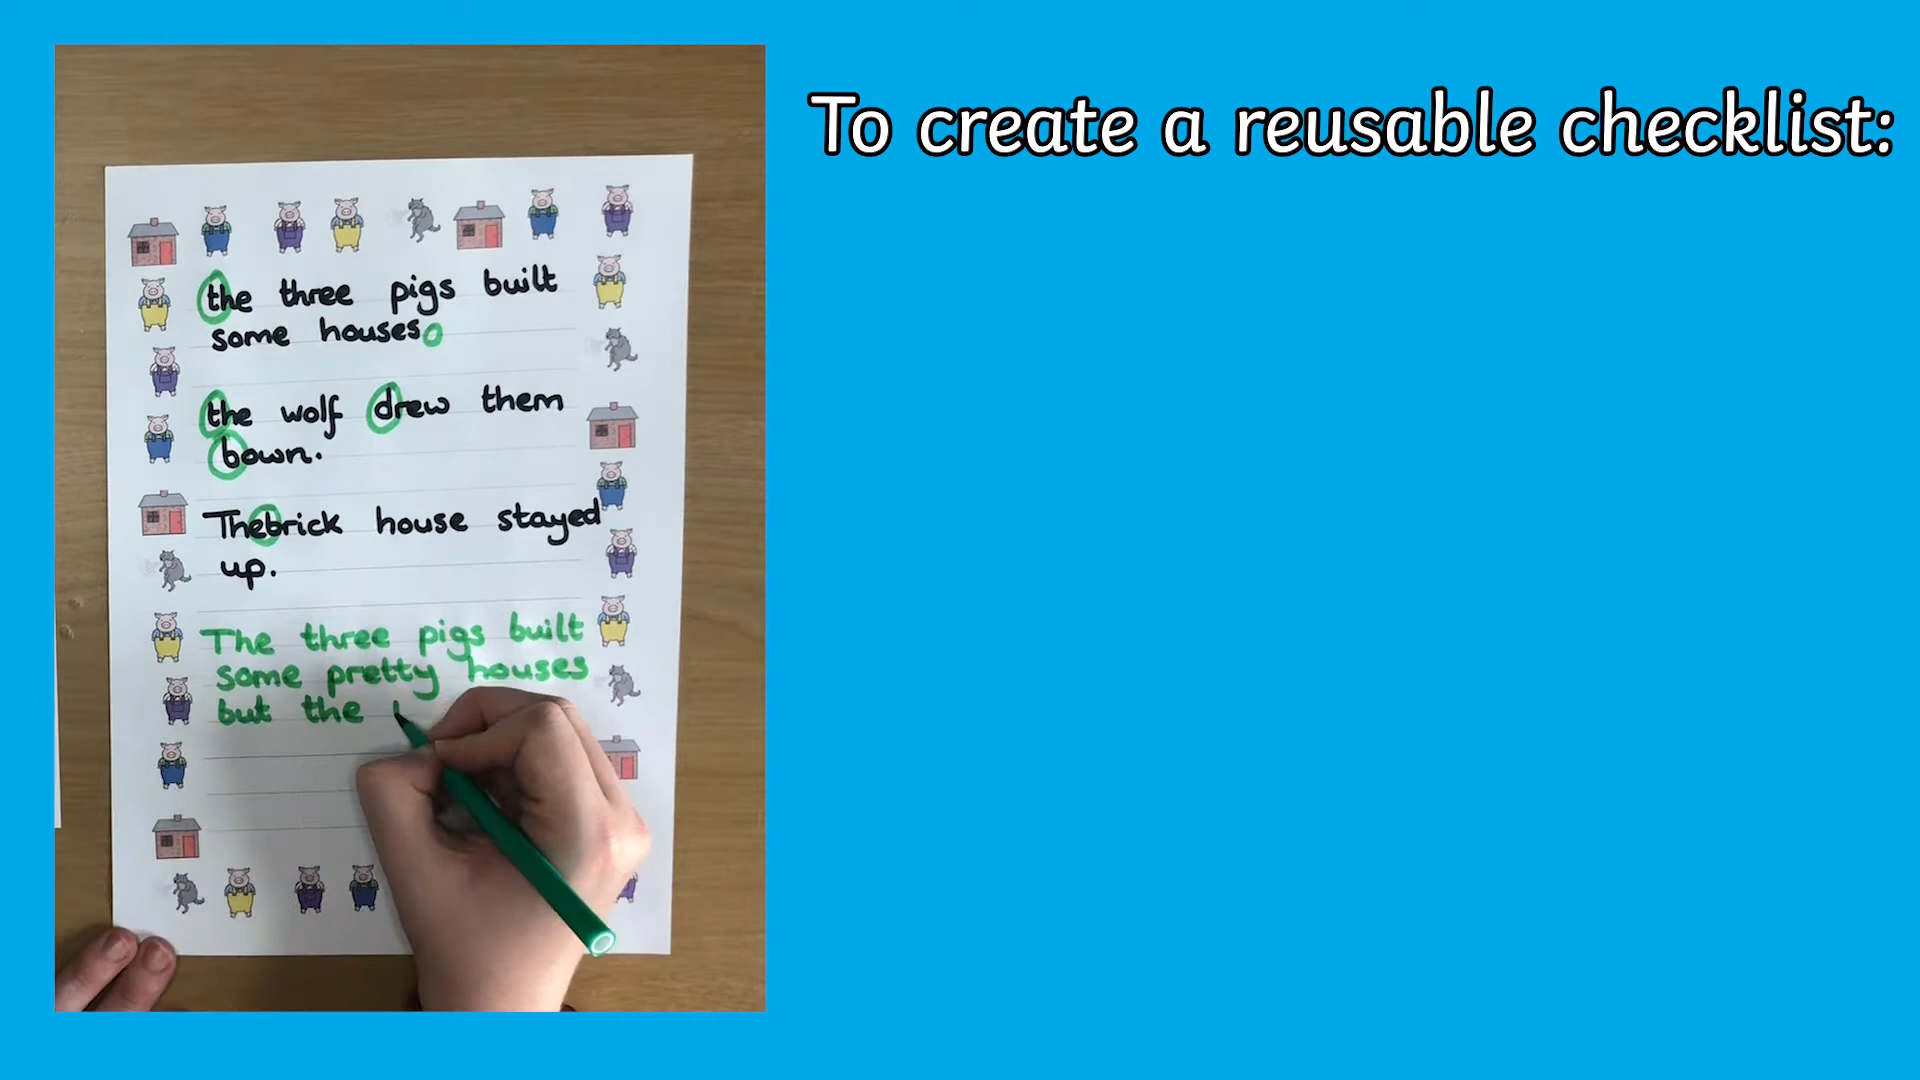 To create a reusable checklist:
the three pigs built
some houses
the wolf drew them
bown.
Thebrick house stayed
up.
The three pigs built
some pretty houses
but the